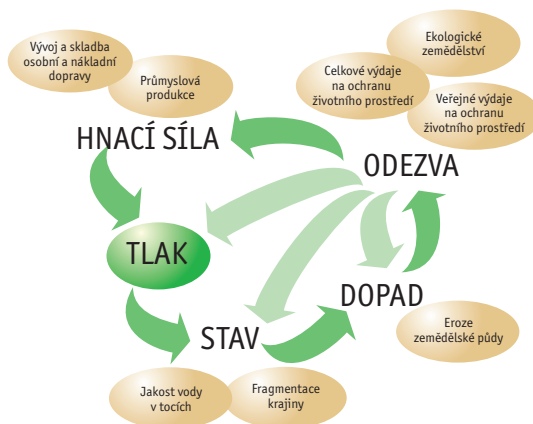 Vývoj a skladba
osobní a nákladní
dopravy
Průmyslová
produkce
Ekologické
zemědělství
Celkové výdaje
na ochranu
životního prostředí
Veřejné výdaje
na ochranu
životního prostředí
HNACÍ SÍLA
ODEZVA
TLAK
DOPAD
STAV
Eroze
zemědělské půdy
Jakost vody
v tocích
Fragmentace
krajiny